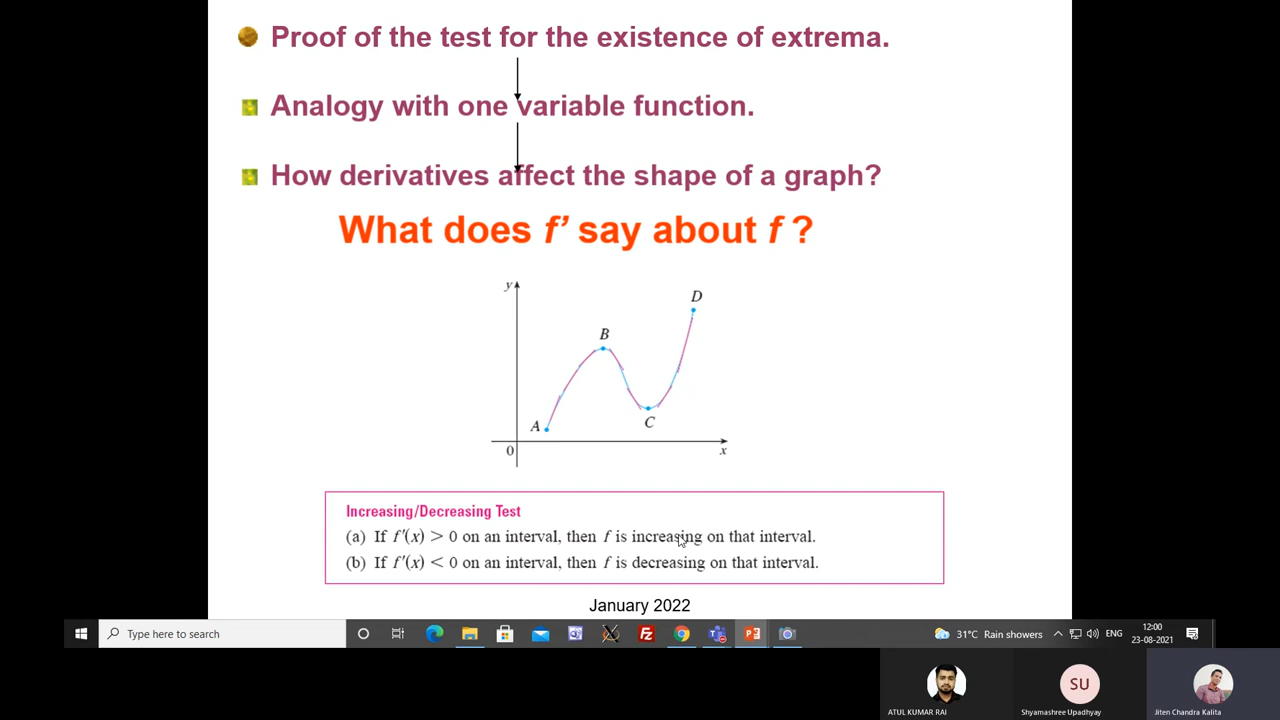 Proof of the test for the existence of extrema.
Analogy with one variable function.
How derivatives affect the shape of a graph?
What does f’ say about f ?
y
D
B
A
C
0
x
Increasing/Decreasing Test
(a) If f′(x) > 0 on an interval, then f is increasing on that interval.
(b) If f′(x) < 0 on an interval, then f is decreasing on that interval.
January 2022
Type here to search
31°C Rain showers
ENG
12:00
23-08-2021
SU
ATUL KUMAR RAI
Shyamashree Upadhyay
Jiten Chandra Kalita